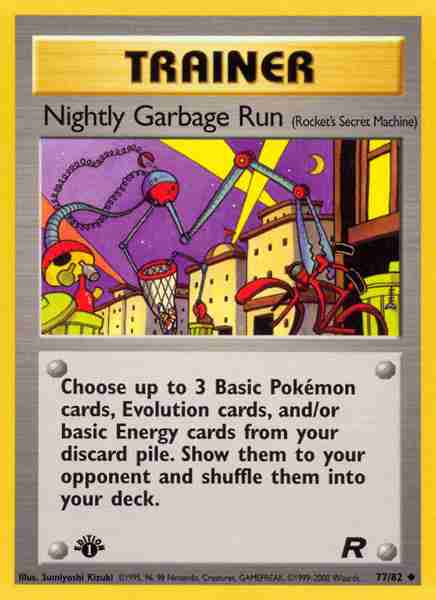 TRAINER
Nightly Garbage Run (Rocket's Secret Machine)
Choose up to 3 Basic Pokémon
cards, Evolution cards, and/or
basic Energy cards from your
discard pile. Show them to your
opponent and shuffle them into
your deck.
EDITION
1
R
Illus. Sumiyoshi Kizuki ©1995, 96, 98 Nintendo, Creatures, GAMEFREAK. ©1999-2000 Wizards. 77/82